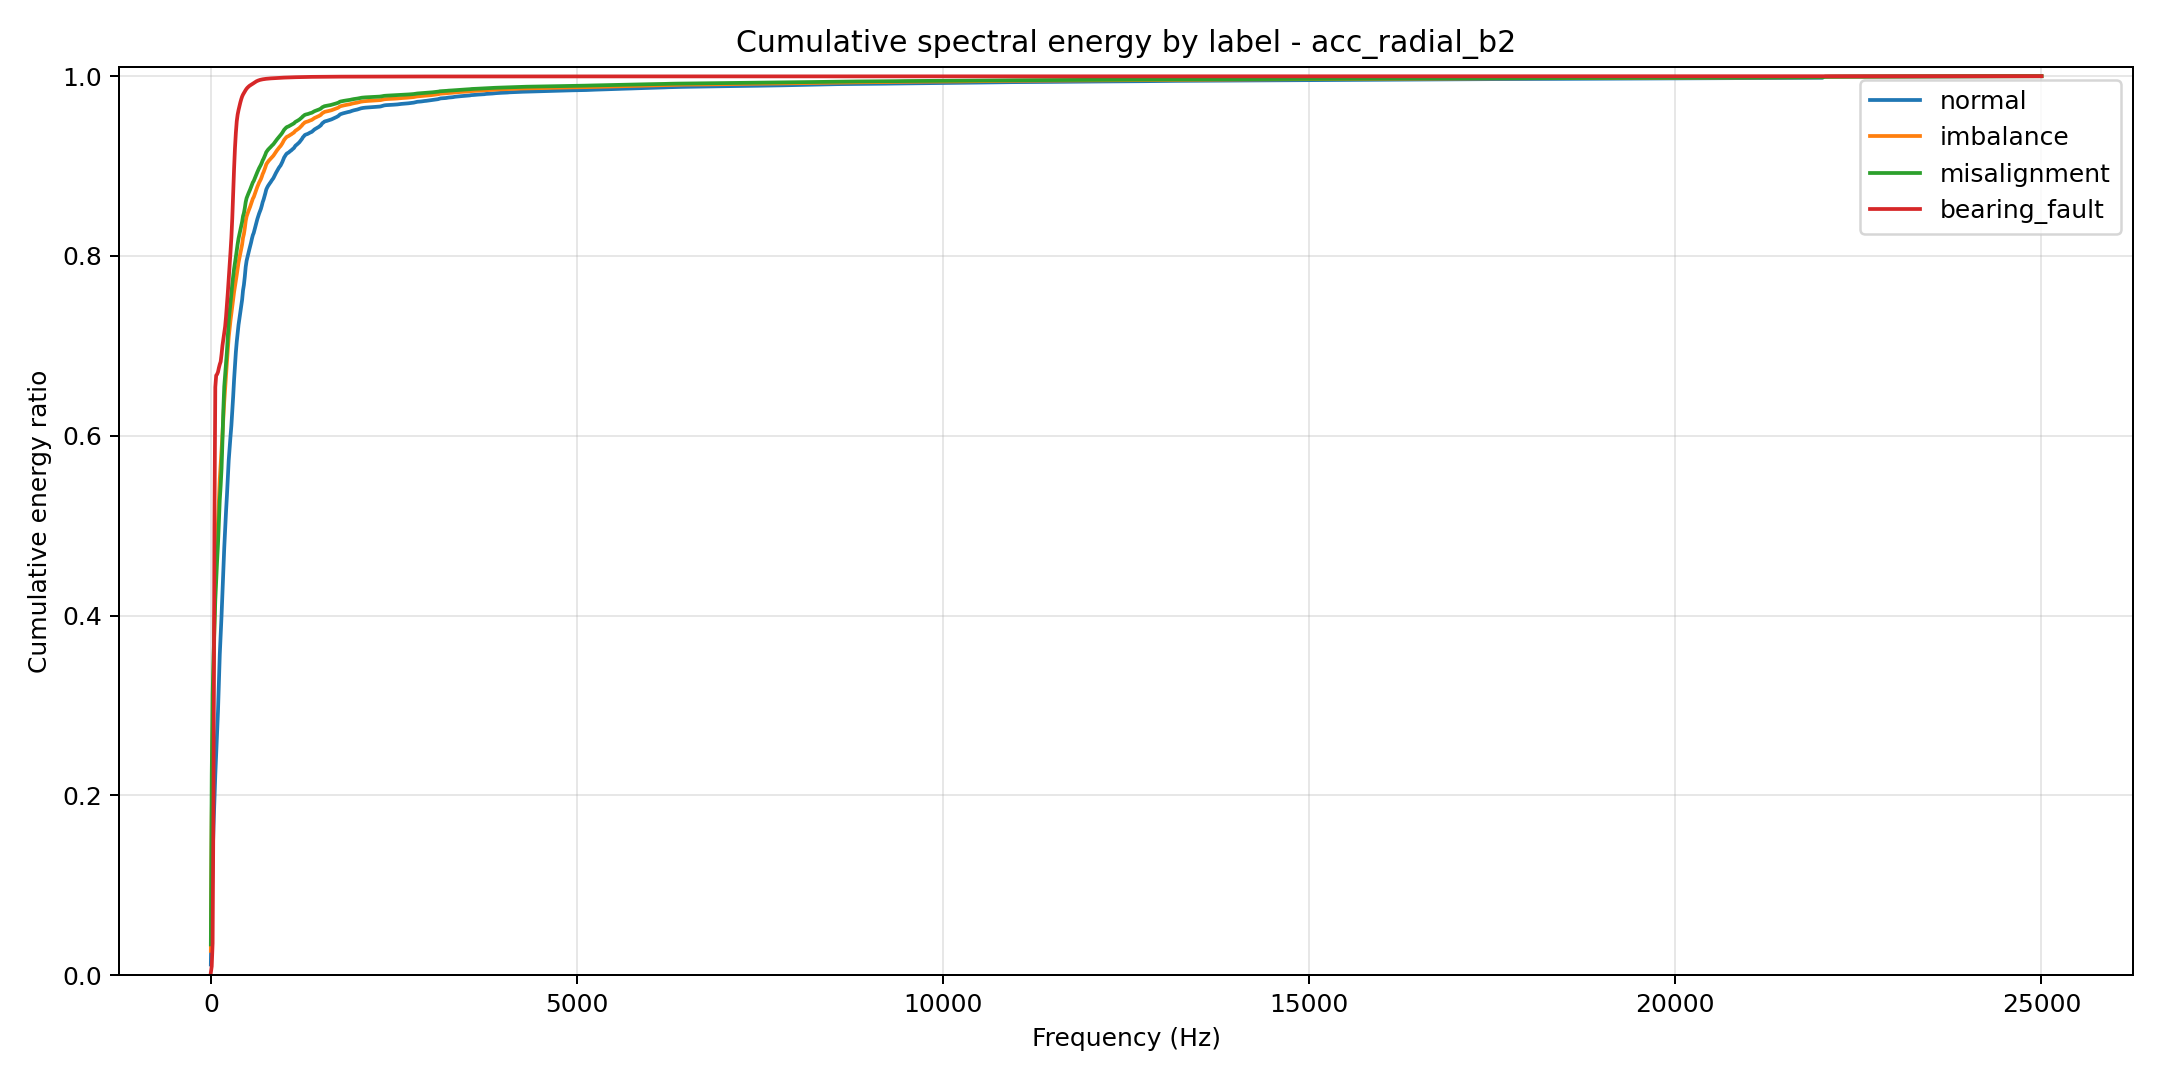 Cumulative spectral energy by label - acc_radial_b2
1.0
0.8
0.6
0.4
0.2
0.0
Cumulative energy ratio
normal
imbalance
misalignment
bearing_fault
0 5000 10000 15000 20000 25000
Frequency (Hz)